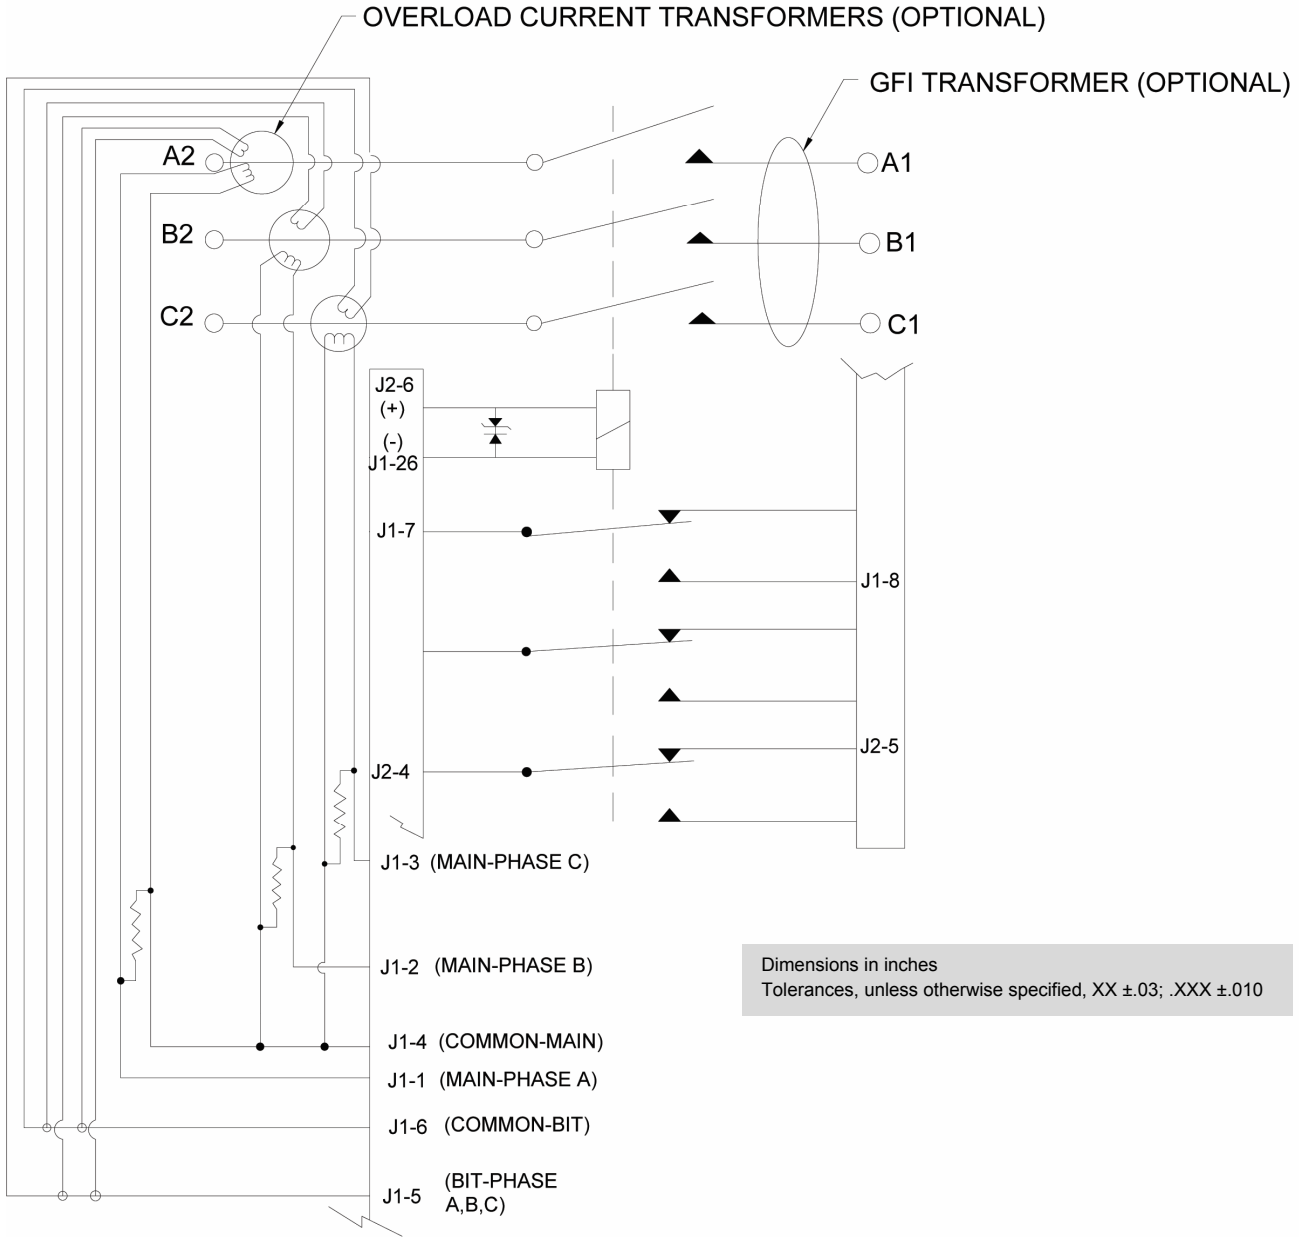 OVERLOAD CURRENT TRANSFORMERS (OPTIONAL)
GFI TRANSFORMER (OPTIONAL)
A2
A1
B2
B1
C2
C1
J2-6
(+)
(-)
J1-26
J1-7
J1-8
J2-5
J2-4
J1-3 (MAIN-PHASE C)
J1-2 (MAIN-PHASE B)
Dimensions in inches
Tolerances, unless otherwise specified, XX ±.03; .XXX ±.010
J1-4 (COMMON-MAIN)
J1-1 (MAIN-PHASE A)
J1-6 (COMMON-BIT)
J1-5 (BIT-PHASE
A,B,C)